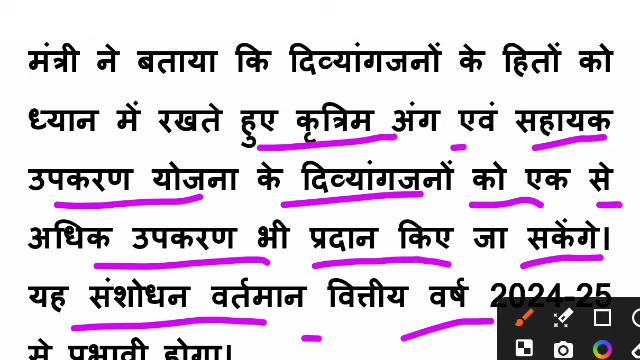 मंत्री ने बताया कि दिव्यांगजनों के हितों को
ध्यान में रखते हुए कृत्रिम अंग एवं सहायक
उपकरण योजना के दिव्यांगजनों को एक से
अधिक उपकरण भी प्रदान किए जा सकेंगे।
यह संशोधन वर्तमान वित्तीय वर्ष 2024-25
से प्रभावी होगा।